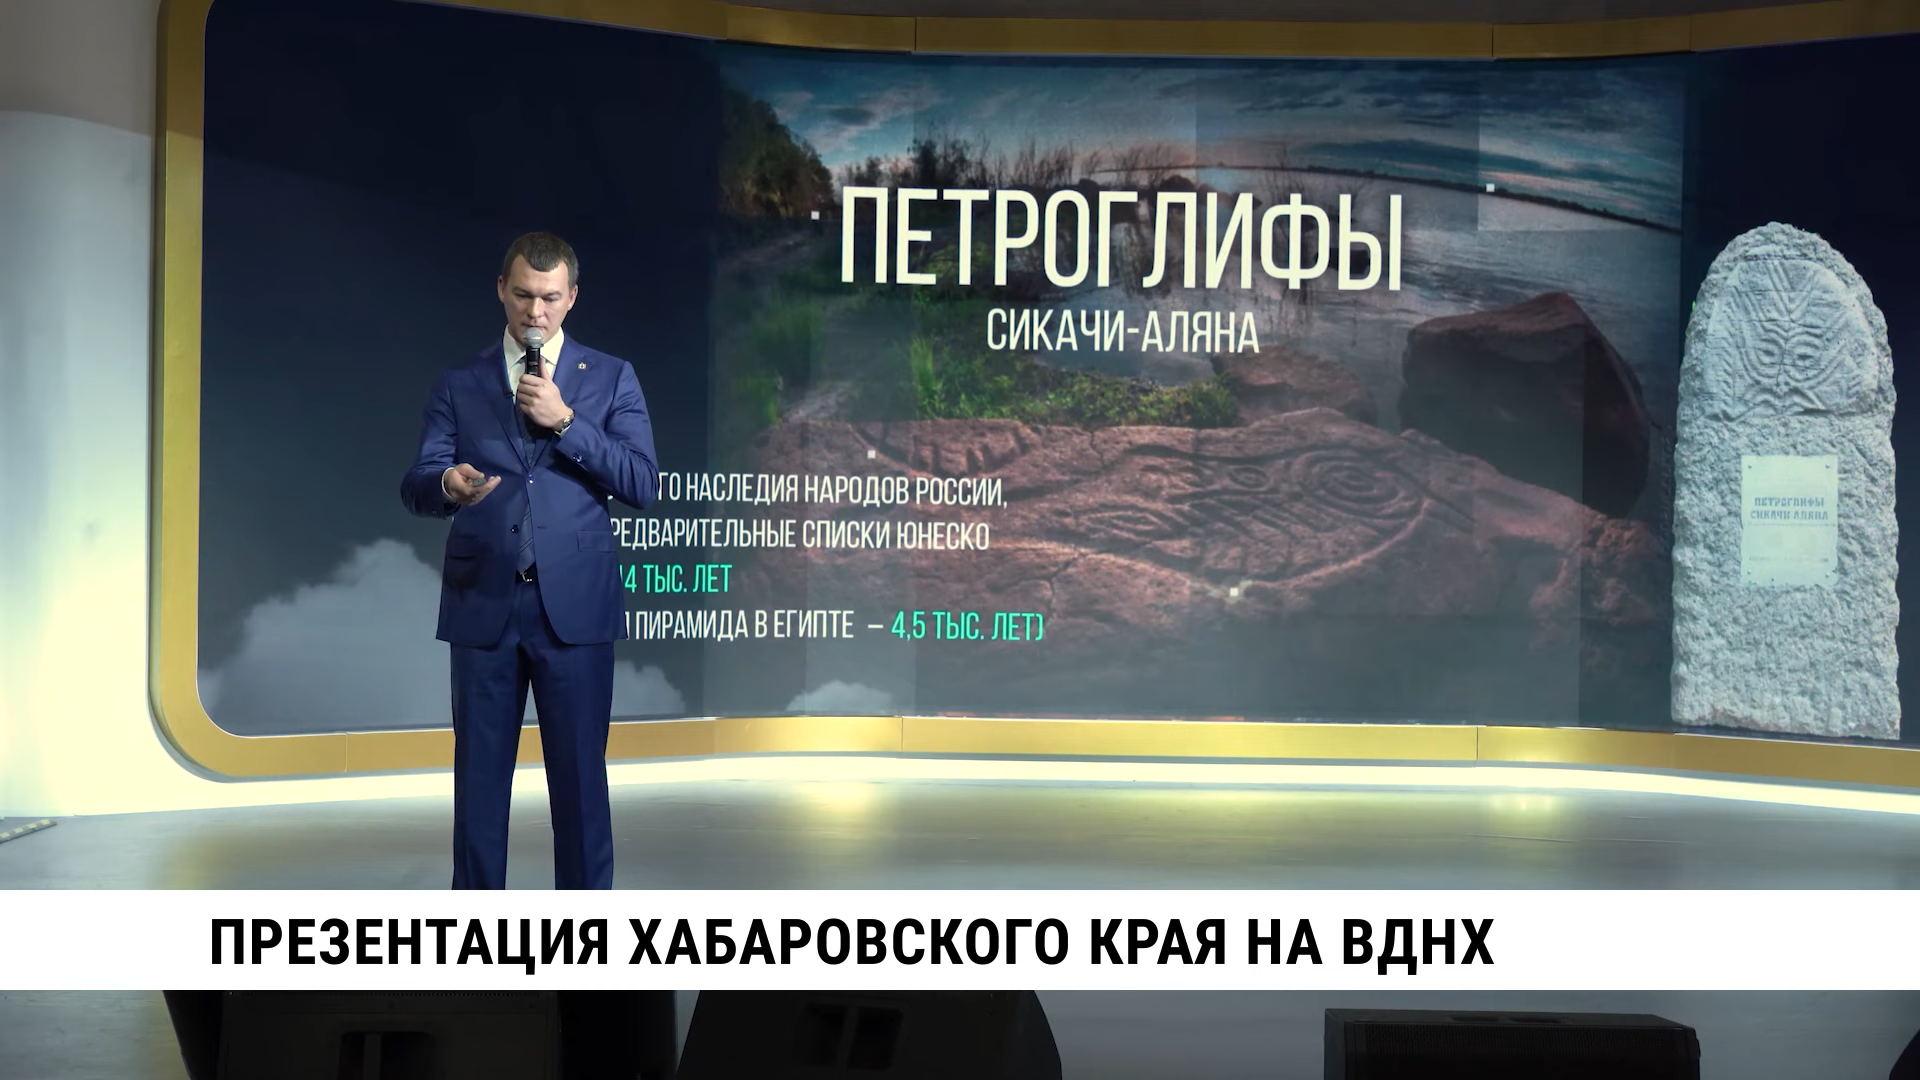 ПЕТРОГЛИФЫ
СИКАЧИ-АЛЯНА
НАСЛЕДИЯ НАРОДОВ РОССИИ,
СПИСКИ ЮНЕСКО
ТЫС. ЛЕТ
ПИРАМИДА В ЕГИПТЕ – 4,5 ТЫС. ЛЕТ)
ПЕТРОГЛИФЫ
СИКАЧИ АЛЯНА
ПРЕЗЕНТАЦИЯ ХАБАРОВСКОГО КРАЯ НА ВДНХ